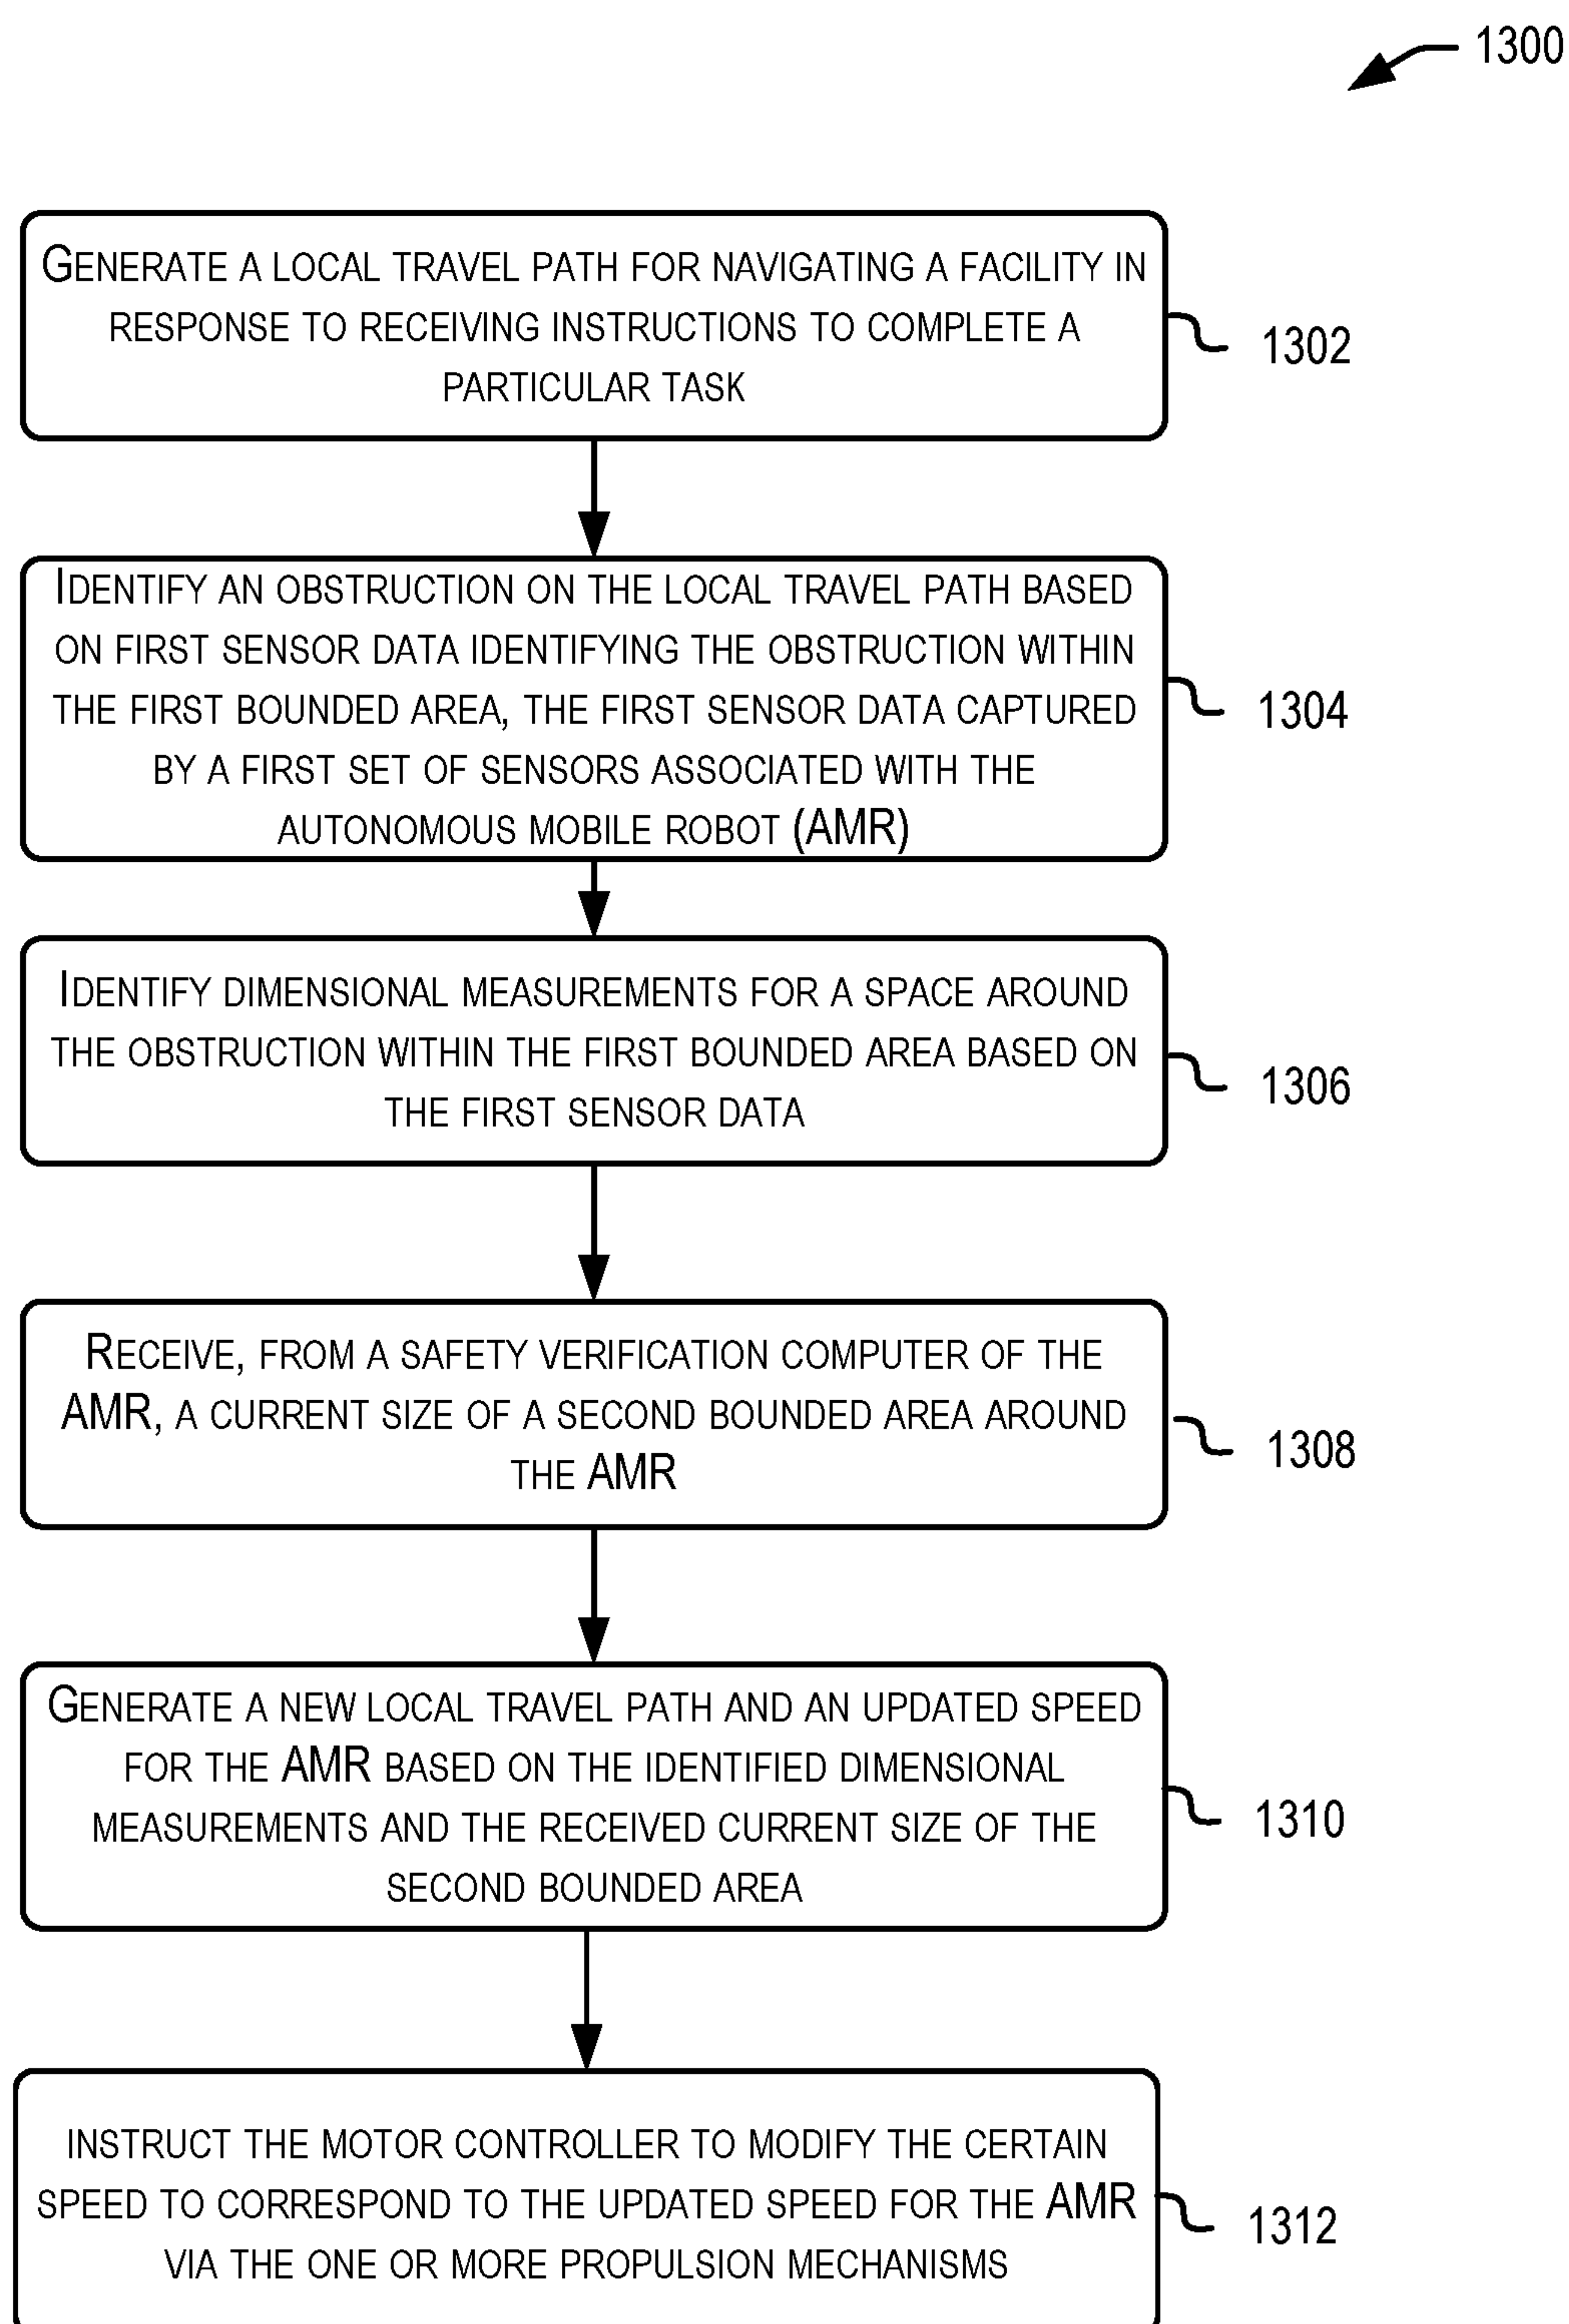 1300
GENERATE A LOCAL TRAVEL PATH FOR NAVIGATING A FACILITY IN
RESPONSE TO RECEIVING INSTRUCTIONS TO COMPLETE A
PARTICULAR TASK
1302
IDENTIFY AN OBSTRUCTION ON THE LOCAL TRAVEL PATH BASED
ON FIRST SENSOR DATA IDENTIFYING THE OBSTRUCTION WITHIN
THE FIRST BOUNDED AREA, THE FIRST SENSOR DATA CAPTURED
BY A FIRST SET OF SENSORS ASSOCIATED WITH THE
AUTONOMOUS MOBILE ROBOT (AMR)
1304
IDENTIFY DIMENSIONAL MEASUREMENTS FOR A SPACE AROUND
THE OBSTRUCTION WITHIN THE FIRST BOUNDED AREA BASED ON
THE FIRST SENSOR DATA
1306
RECEIVE, FROM A SAFETY VERIFICATION COMPUTER OF THE
AMR, A CURRENT SIZE OF A SECOND BOUNDED AREA AROUND
THE AMR
1308
GENERATE A NEW LOCAL TRAVEL PATH AND AN UPDATED SPEED
FOR THE AMR BASED ON THE IDENTIFIED DIMENSIONAL
MEASUREMENTS AND THE RECEIVED CURRENT SIZE OF THE
SECOND BOUNDED AREA
1310
INSTRUCT THE MOTOR CONTROLLER TO MODIFY THE CERTAIN
SPEED TO CORRESPOND TO THE UPDATED SPEED FOR THE AMR
VIA THE ONE OR MORE PROPULSION MECHANISMS
1312